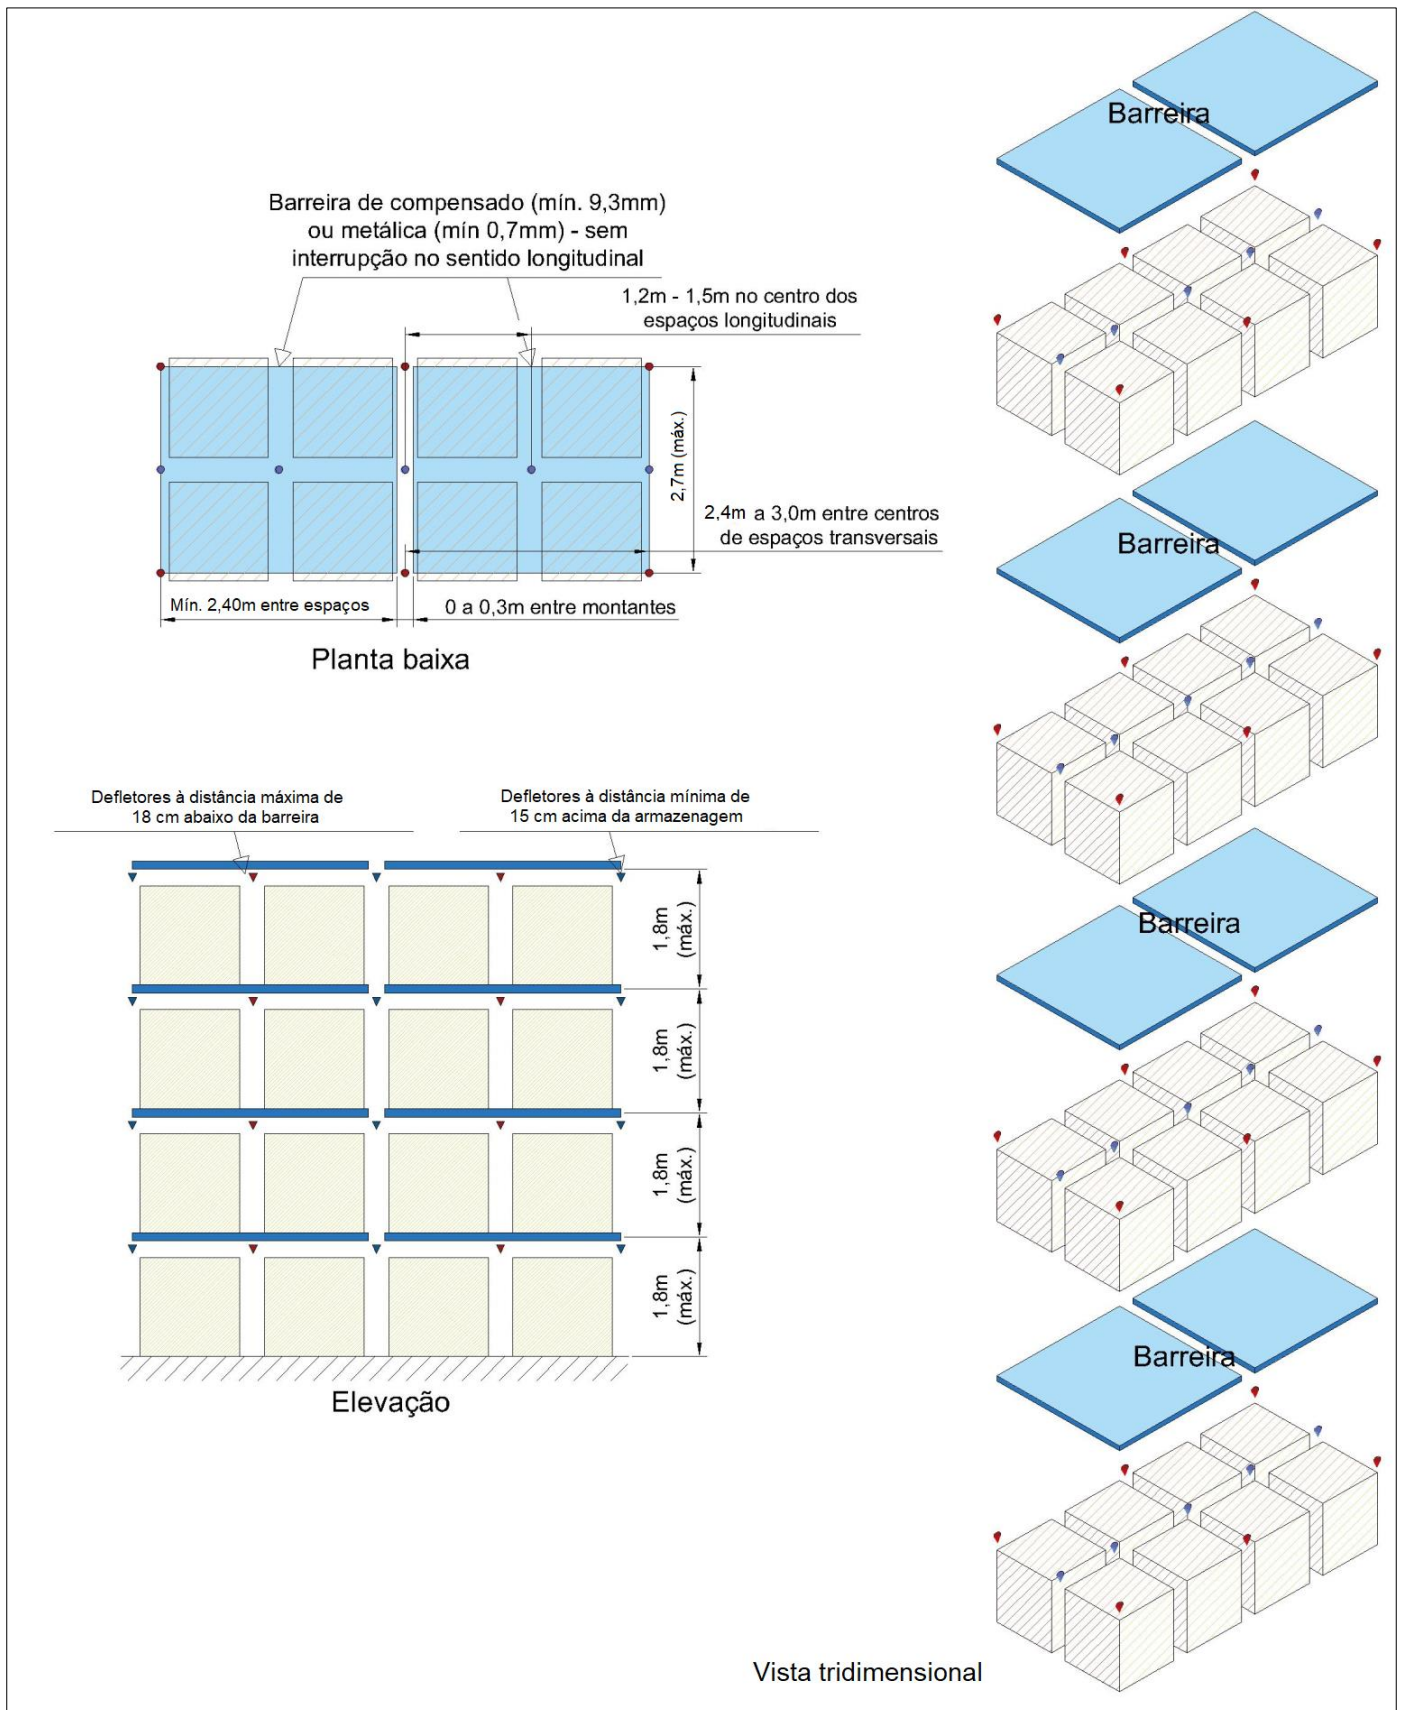 Barreira de compensado (mín. 9,3mm)
ou metálica (mín 0,7mm) - sem
interrupção no sentido longitudinal
1,2m - 1,5m no centro dos
espaços longitudinais
2,7m (máx.)
2,4m a 3,0m entre centros
de espaços transversais
Mín. 2,40m entre espaços
0 a 0,3m entre montantes
Planta baixa
Defletores à distância máxima de
18 cm abaixo da barreira
Defletores à distância mínima de
15 cm acima da armazenagem
1,8m
(máx.)
1,8m
(máx.)
1,8m
(máx.)
1,8m
(máx.)
Elevação
Barreira
Barreira
Barreira
Barreira
Vista tridimensional